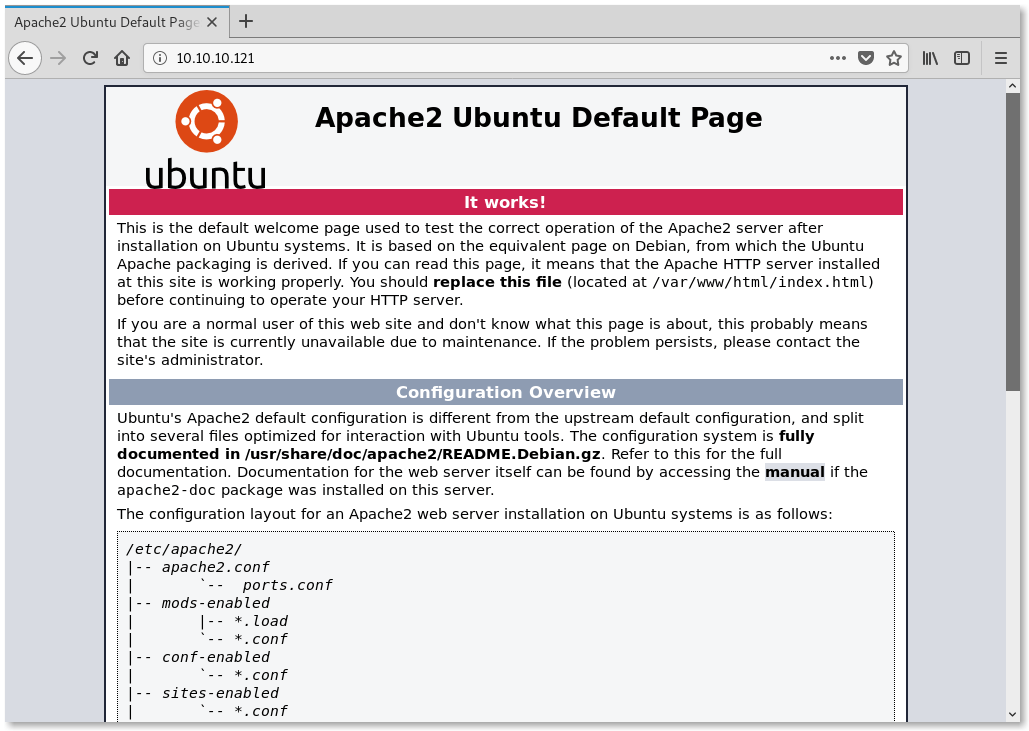 Apache2 Ubuntu Default Page
10.10.10.121
ubuntu
Apache2 Ubuntu Default Page
It works!
This is the default welcome page used to test the correct operation of the Apache2 server after
installation on Ubuntu systems. It is based on the equivalent page on Debian, from which the Ubuntu
Apache packaging is derived. If you can read this page, it means that the Apache HTTP server installed
at this site is working properly. You should replace this file (located at /var/www/html/index.html)
before continuing to operate your HTTP server.
If you are a normal user of this web site and don't know what this page is about, this probably means
that the site is currently unavailable due to maintenance. If the problem persists, please contact the
site's administrator.
Configuration Overview
Ubuntu's Apache2 default configuration is different from the upstream default configuration, and split
into several files optimized for interaction with Ubuntu tools. The configuration system is fully
documented in /usr/share/doc/apache2/README.Debian.gz. Refer to this for the full
documentation. Documentation for the web server itself can be found by accessing the manual if the
apache2-doc package was installed on this server.
The configuration layout for an Apache2 web server installation on Ubuntu systems is as follows:
/etc/apache2/
|-- apache2.conf
|       `--  ports.conf
|-- mods-enabled
|       |-- *.load
|       `-- *.conf
|-- conf-enabled
|       `-- *.conf
|-- sites-enabled
|       `-- *.conf